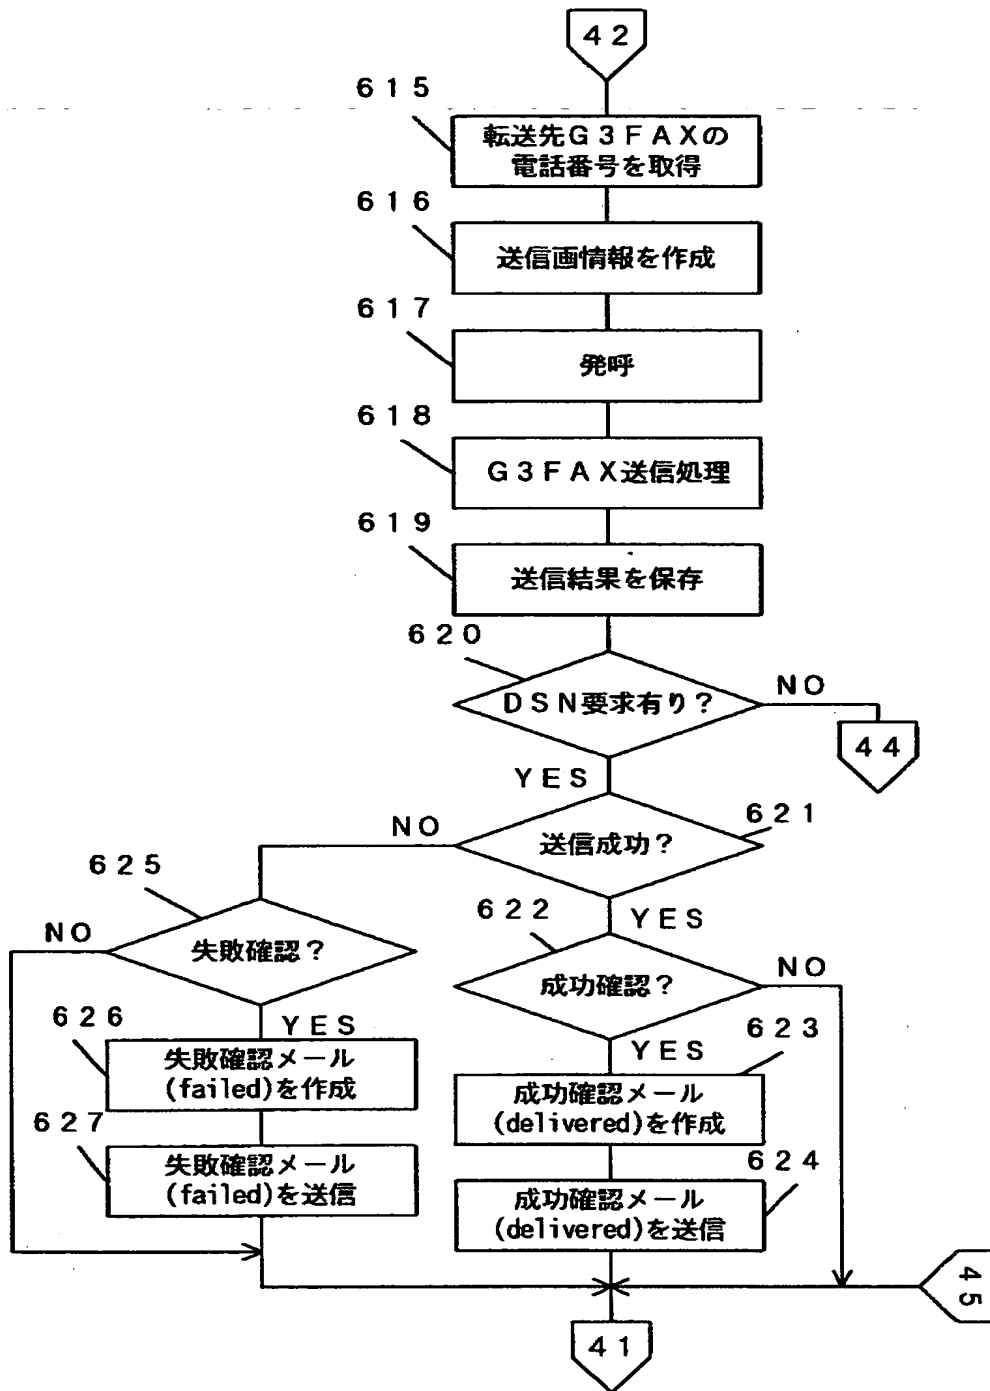 42
615
転送先G3FAXの
電話番号を取得
616
送信画情報を作成
617
発呼
618
G3FAX送信処理
619
送信結果を保存
620
DSN要求有り?
NO
44
YES
621
送信成功?
NO
625
失敗確認?
NO
622
YES
成功確認?
NO
626
YES
失敗確認メール
(failed)を作成
623
YES
成功確認メール
(delivered)を作成
627
失敗確認メール
(failed)を送信
624
成功確認メール
(delivered)を送信
45
41